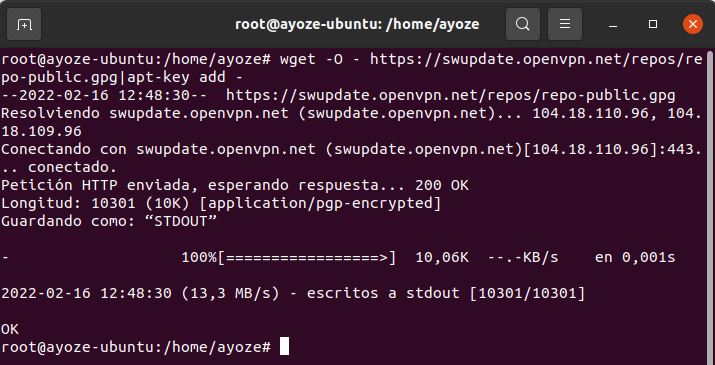 root@ayoze-ubuntu: /home/ayoze
root@ayoze-ubuntu:/home/ayoze# wget -O - https://swupdate.openvpn.net/repos/re
po-public.gpg|apt-key add -
--2022-02-16 12:48:30--  https://swupdate.openvpn.net/repos/repo-public.gpg
Resolviendo swupdate.openvpn.net (swupdate.openvpn.net)... 104.18.110.96, 104.
18.109.96
Conectando con swupdate.openvpn.net (swupdate.openvpn.net)[104.18.110.96]:443.
.. conectado.
Petición HTTP enviada, esperando respuesta... 200 OK
Longitud: 10301 (10K) [application/pgp-encrypted]
Guardando como: “STDOUT”
-                   100%[=================>]  10,06K  --.-KB/s    en 0,001s
2022-02-16 12:48:30 (13,3 MB/s) - escritos a stdout [10301/10301]
OK
root@ayoze-ubuntu:/home/ayoze#